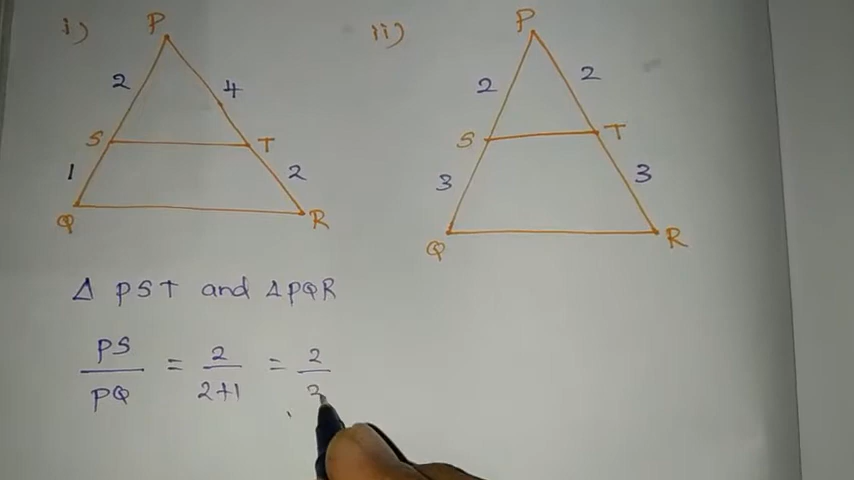 i)
P
2
4
S
T
1
2
Q
R
ii)
P
2
2
S
T
3
3
Q
R
Δ PST and ΔPQR
PS/PQ = 2/2+1 = 2/3